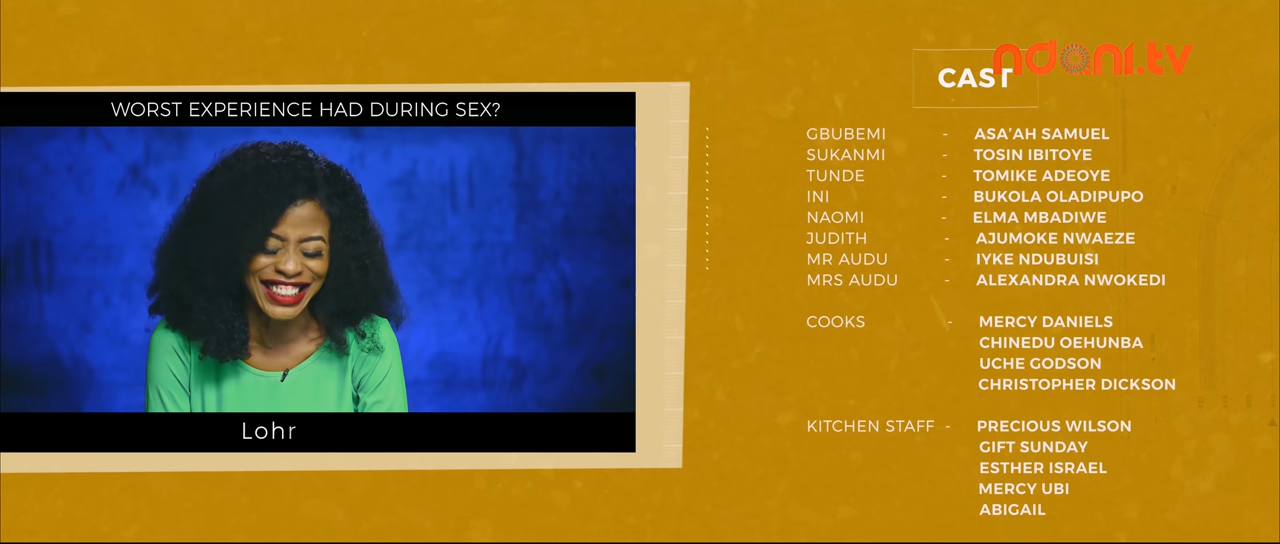 WORST EXPERIENCE HAD DURING SEX?
Lohr
ndani.tv
CAST
GBUBEMI - ASA'AH SAMUEL
SUKANMI - TOSIN IBITOYE
TUNDE - TOMIKE ADEOYE
INI - BUKOLA OLADIPUPO
NAOMI - ELMA MBADIWE
JUDITH - AJUMOKE NWAEZE
MR AUDU - IYKE NDUBUISI
MRS AUDU - ALEXANDRA NWOKEDI
COOKS - MERCY DANIELS
CHINEDU OEHUNBA
UCHE GODSON
CHRISTOPHER DICKSON
KITCHEN STAFF - PRECIOUS WILSON
GIFT SUNDAY
ESTHER ISRAEL
MERCY UBI
ABIGAIL